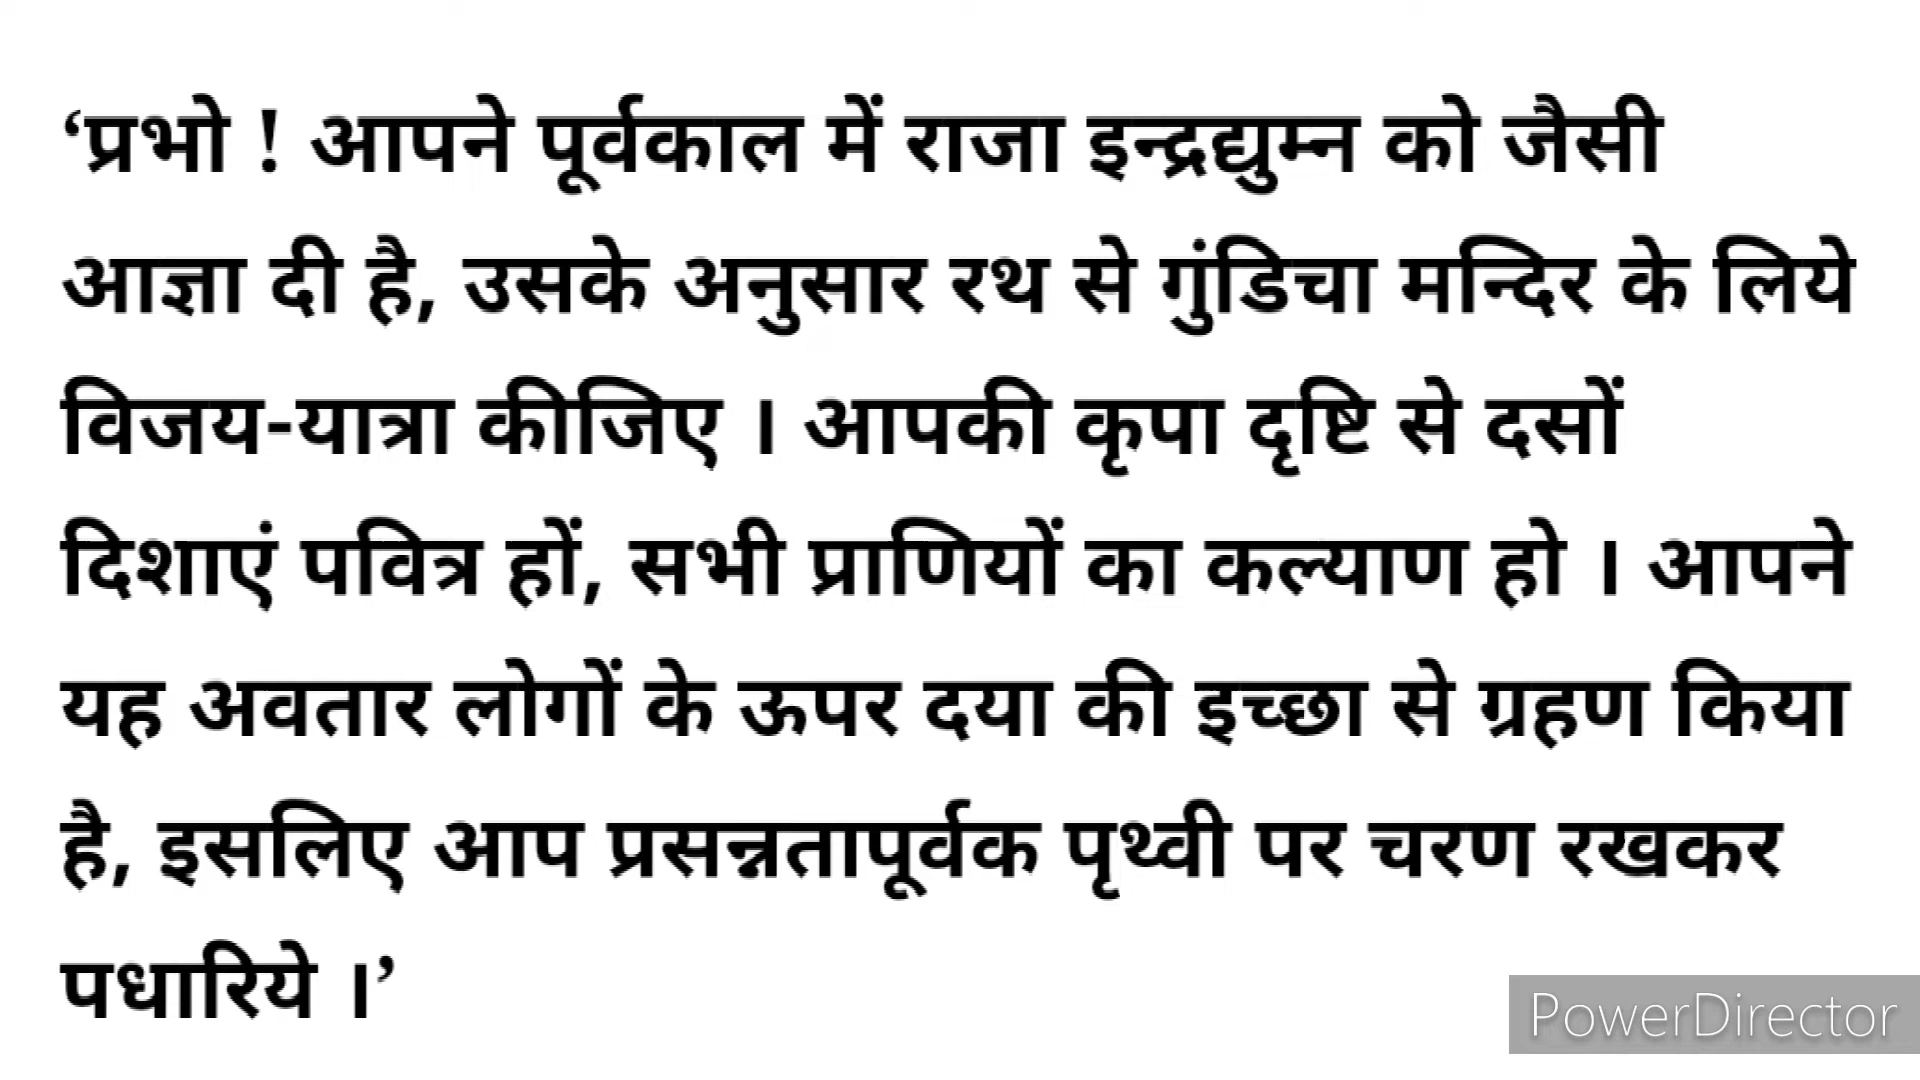 ‘प्रभो ! आपने पूर्वकाल में राजा इन्द्रद्युम्न को जैसी
आज्ञा दी है, उसके अनुसार रथ से गुंडिचा मन्दिर के लिये
विजय-यात्रा कीजिए । आपकी कृपा दृष्टि से दसों
दिशाएं पवित्र हों, सभी प्राणियों का कल्याण हो । आपने
यह अवतार लोगों के ऊपर दया की इच्छा से ग्रहण किया
है, इसलिए आप प्रसन्नतापूर्वक पृथ्वी पर चरण रखकर
पधारिये ।’
PowerDirector